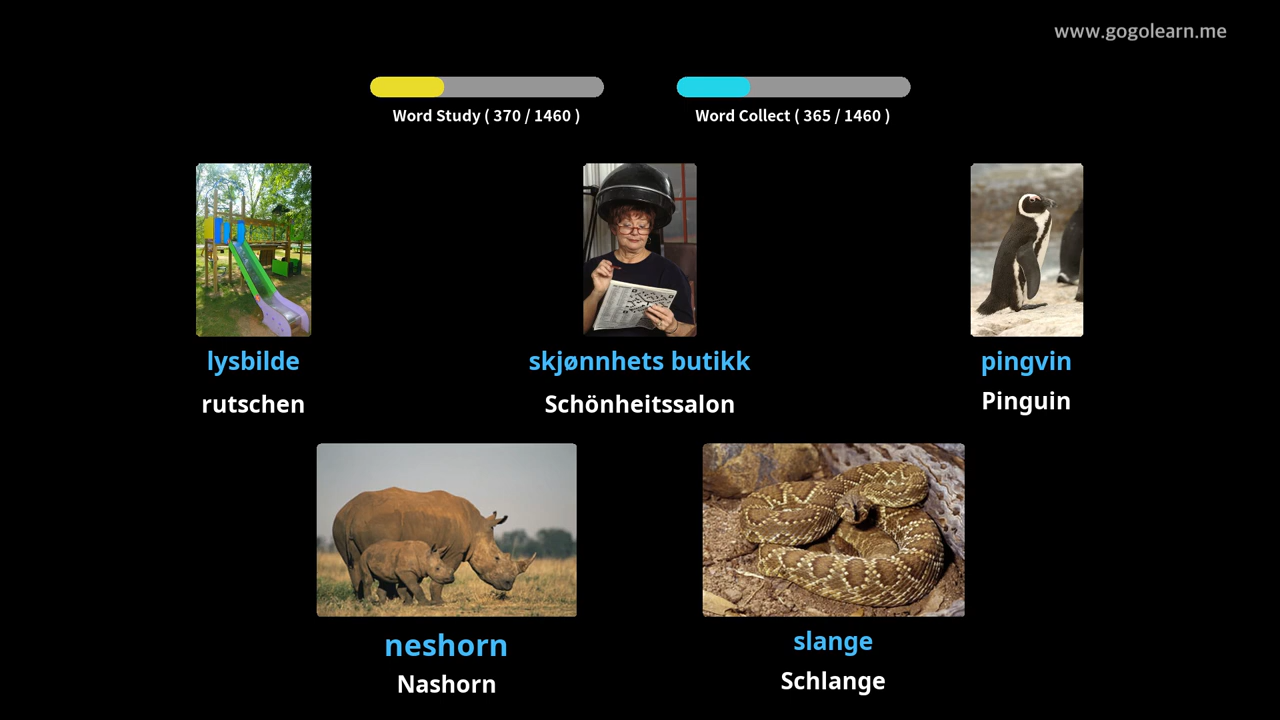 www.gogolearn.me
Word Study ( 370 / 1460 )
Word Collect ( 365 / 1460 )
lysbilde
rutschen
skjønnhets butikk
Schönheitssalon
pingvin
Pinguin
neshorn
Nashorn
slange
Schlange